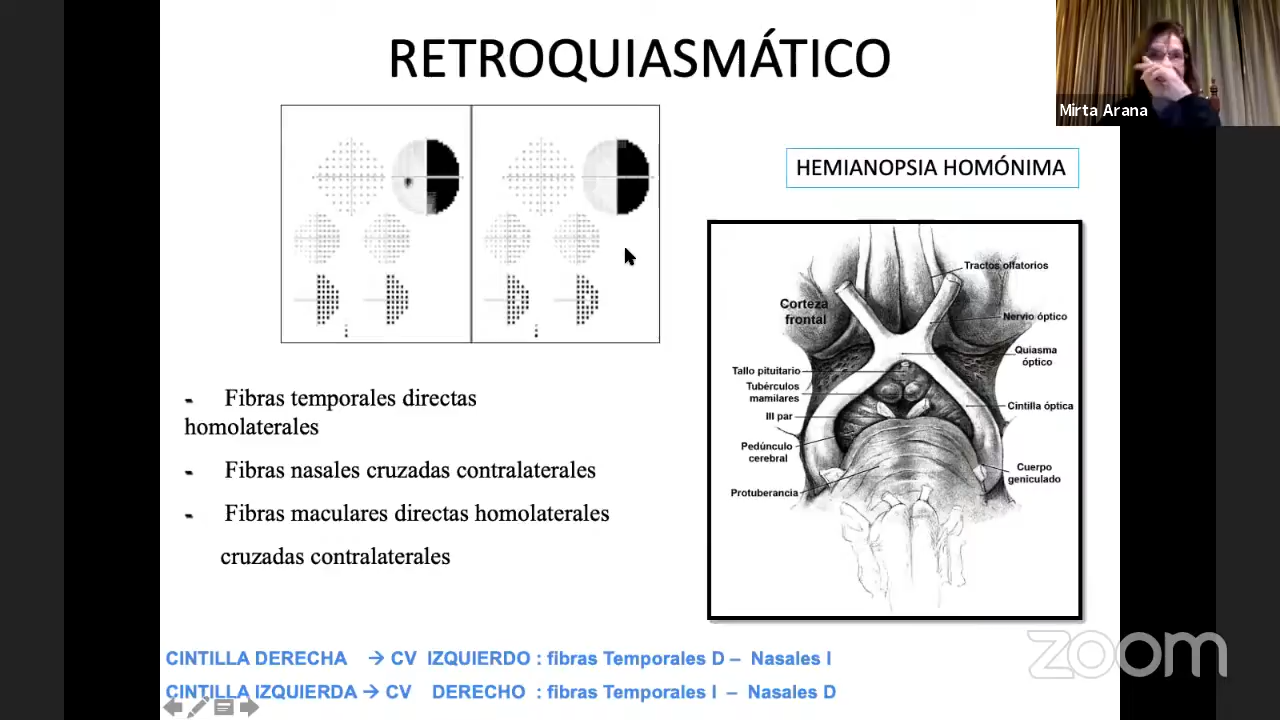 RETROQUIASMÁTICO
Mirta Arana
HEMIANOPSIA HOMÓNIMA
Tractos olfatorios
Corteza
frontal
Nervio óptico
Quiasma
óptico
Tallo pituitario
Tubérculos
mamilares
III par
Cintilla óptica
Pedúnculo
cerebral
Cuerpo
geniculado
Protuberancia
- Fibras temporales directas
homolaterales
- Fibras nasales cruzadas contralaterales
- Fibras maculares directas homolaterales
cruzadas contralaterales
CINTILLA DERECHA → CV IZQUIERDO : fibras Temporales D – Nasales I
CINTILLA IZQUIERDA → CV DERECHO : fibras Temporales I – Nasales D
zoom